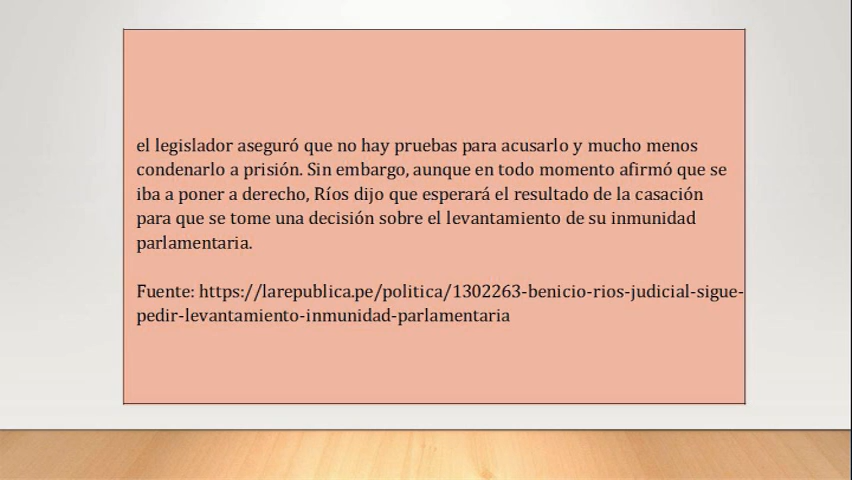 el legislador aseguró que no hay pruebas para acusarlo y mucho menos
condenarlo a prisión. Sin embargo, aunque en todo momento afirmó que se
iba a poner a derecho, Ríos dijo que esperará el resultado de la casación
para que se tome una decisión sobre el levantamiento de su inmunidad
parlamentaria.
Fuente: https://larepublica.pe/politica/1302263-benicio-rios-judicial-sigue-
pedir-levantamiento-inmunidad-parlamentaria